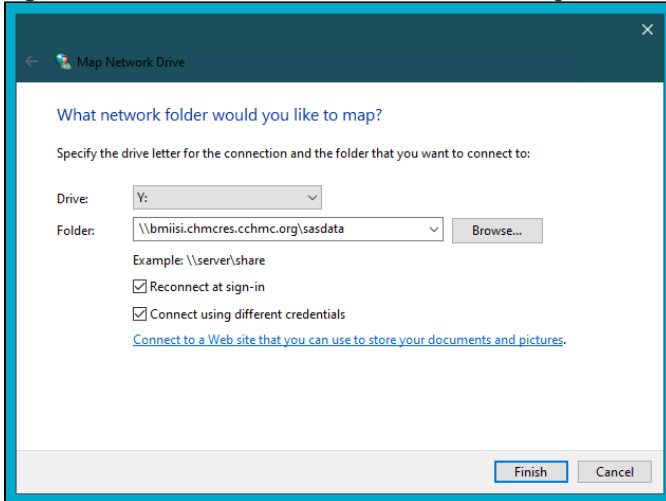 Map Network Drive
What network folder would you like to map?
Specify the drive letter for the connection and the folder that you want to connect to:
Drive: Y:
Folder: \\bmiisi.chmcres.cchmc.org\sasdata Browse...
Example: \\server\share
Reconnect at sign-in
Connect using different credentials
Connect to a Web site that you can use to store your documents and pictures.
Finish Cancel